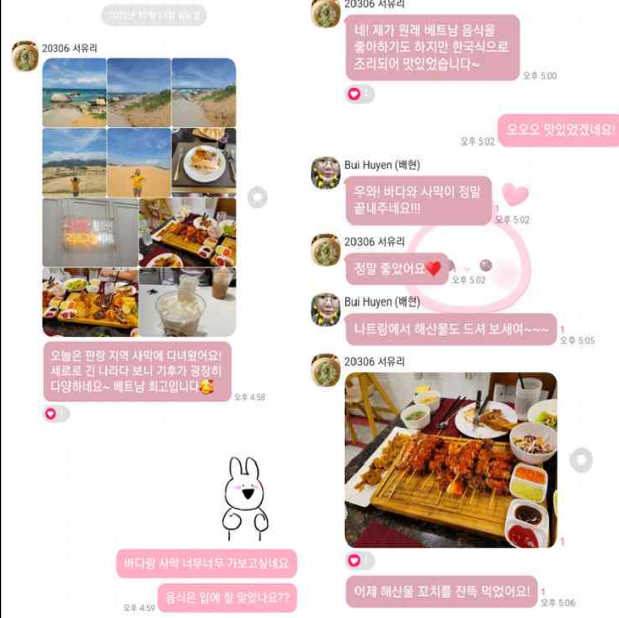 20306 서유리
오늘은 판랑 지역 사막에 다녀왔어요!
세로로 긴 나라다 보니 기후가 굉장히
다양하네요~ 베트남 최고입니다🥰
오후 4:58
1
바다랑 사막 너무너무 가보고싶네요
음식은 입에 잘 맞았나요??
오후 4:59
20306 서유리
네! 제가 원래 베트남 음식을
좋아하기도 하지만 한국식으로
조리되어 맛있었습니다~
오후 5:00
1
오오오 맛있었겠네요!
오후 5:02
Bui Huyen (배현)
우와! 바다와 사막이 정말
끝내주네요!!!
1
오후 5:02
20306 서유리
정말 좋았어요❤️
1
오후 5:02
Bui Huyen (배현)
나트랑에서 해산물도 드셔 보세여~~~
1
오후 5:05
20306 서유리
1
1
어제 해산물 꼬치를 잔뜩 먹었어요!
1
오후 5:06